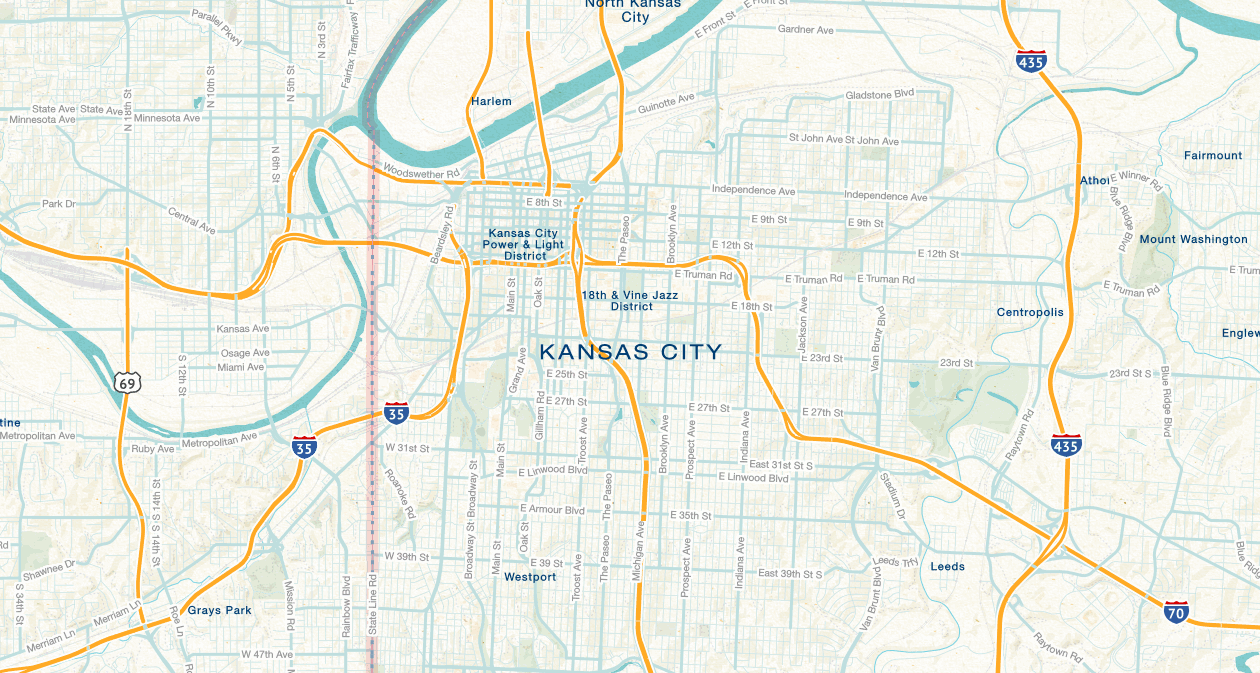 North Kansas
City
E Front St
E Front St
Parallel Pkwy
N 3rd St
Fairfax Trafficway
Gardner Ave
435
N 10th St
N 5th St
N 18th St
Harlem
Guinotte Ave
Gladstone Blvd
State Ave
State Ave
Minnesota Ave
Minnesota Ave
St John Ave
St John Ave
N 6th St
Fairmount
Woodswether Rd
E Winner Rd
Independence Ave
Independence Ave
Park Dr
E 8th St
Central Ave
Beardsley Rd
The Paseo
Brooklyn Ave
E 9th St
E 9th St
Blue Ridge Blvd
Kansas City
Power & Light
District
Mount Washington
E 12th St
E 12th St
E Truman Rd
E Truman Rd
E Truman Rd
E Truman Rd
Main St
Oak St
18th & Vine Jazz
District
E 18th St
Jackson Ave
Van Brunt Blvd
Centropolis
Kansas Ave
KANSAS CITY
Osage Ave
Miami Ave
S 12th St
Grand Ave
E 23rd St
23rd St
23rd St S
69
E 25th St
Blue Ridge Blvd
35
E 27th St
E 27th St
E 27th St
Gillham Rd
Troost Ave
Brooklyn Ave
Prospect Ave
Indiana Ave
Raytown Rd
Metropolitan Ave
Metropolitan Ave
Ruby Ave
35
W 31st St
Main St
435
East 31st St S
E Linwood Blvd
E Linwood Blvd
Roanoke Rd
Broadway St
Broadway St
The Paseo
Stadium Dr
S 14th St
S 14th St
E Armour Blvd
E 35th St
Oak St
Michigan Ave
Main St
W 39th St
E 39 St
Troost Ave
The Paseo
Prospect Ave
Indiana Ave
East 39th St S
Leeds
Shawnee Dr
Westport
Van Brunt Blvd
S 34th St
Merriam Ln
Merriam Ln
Roe Ln
Grays Park
Mission Rd
Rainbow Blvd
State Line Rd
70
W 47th Ave
Raytown Rd